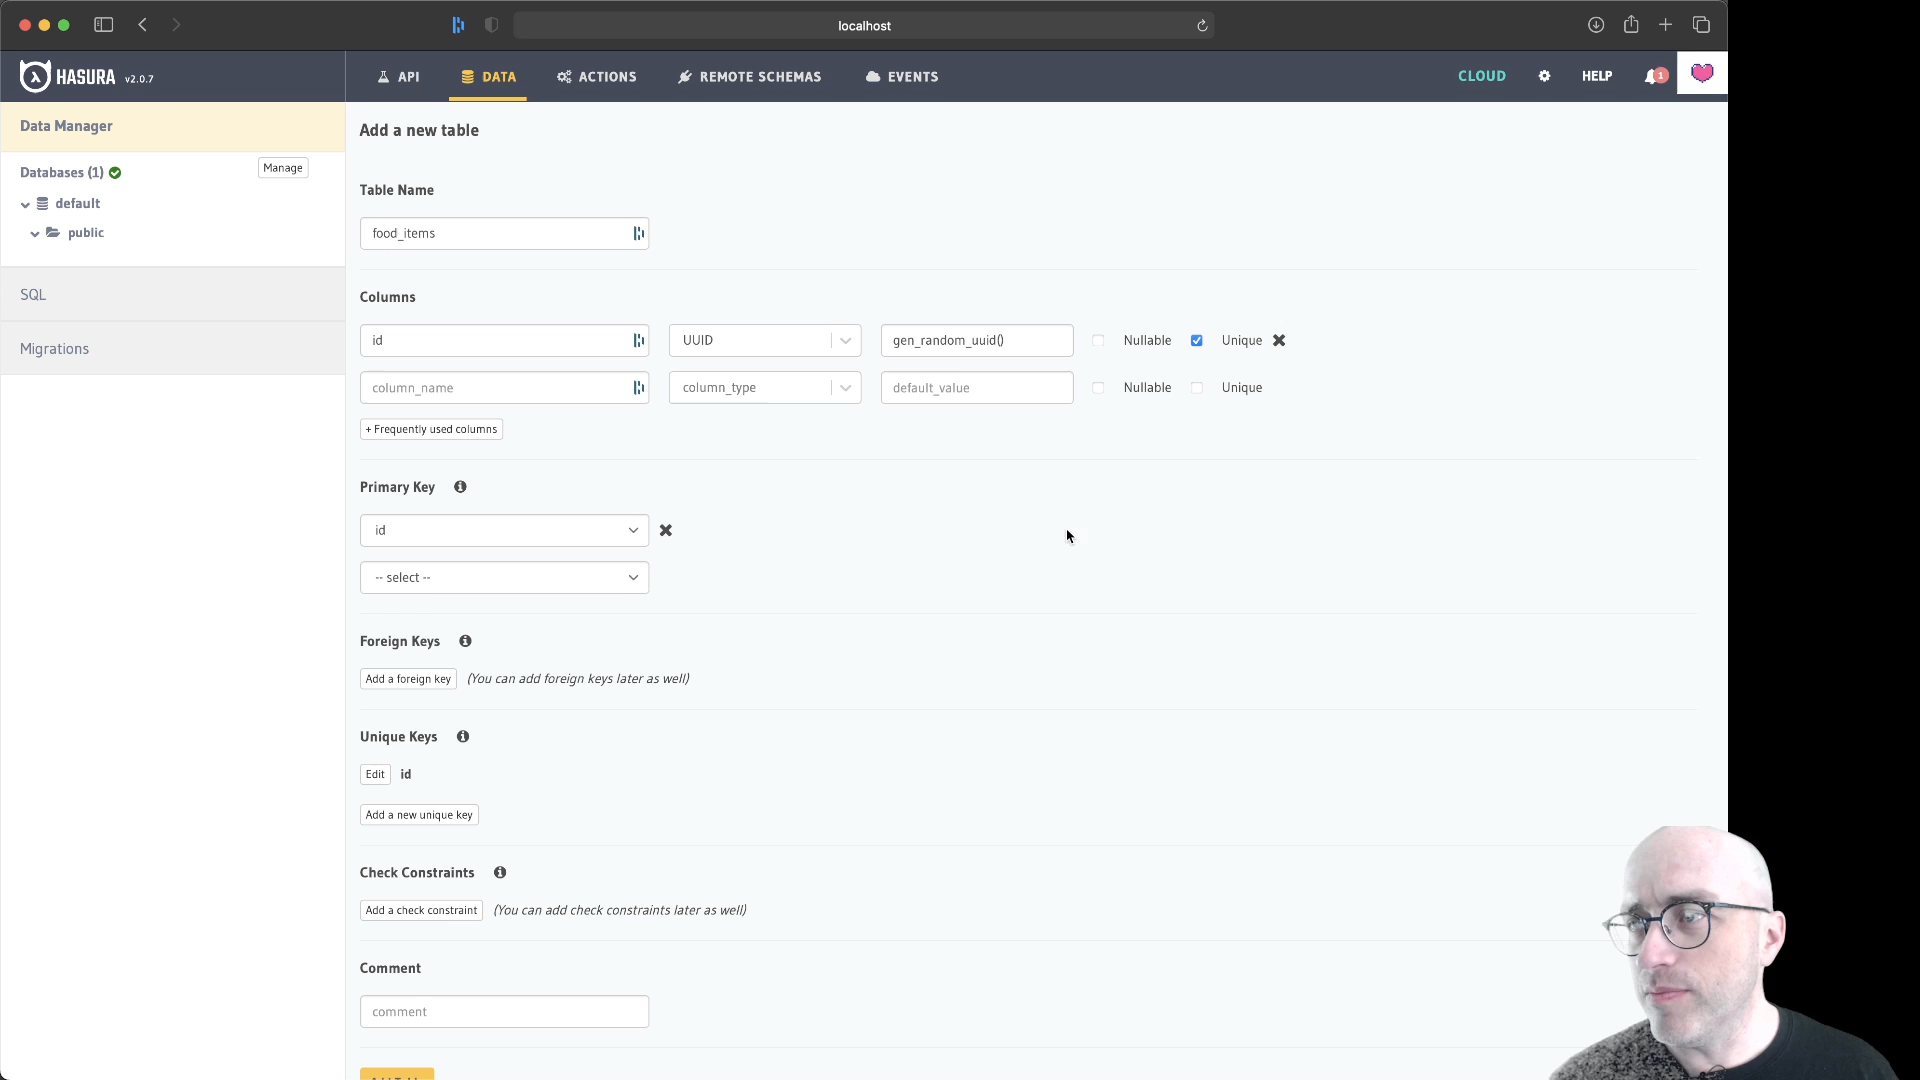 localhost
HASURA v2.0.7
API
DATA
ACTIONS
REMOTE SCHEMAS
EVENTS
CLOUD
HELP
1
Data Manager
Databases (1)
Manage
default
public
SQL
Migrations
Add a new table
Table Name
food_items
Columns
id UUID gen_random_uuid() Nullable Unique
column_name column_type default_value Nullable Unique
+ Frequently used columns
Primary Key
id
-- select --
Foreign Keys
Add a foreign key (You can add foreign keys later as well)
Unique Keys
Edit id
Add a new unique key
Check Constraints
Add a check constraint (You can add check constraints later as well)
Comment
comment